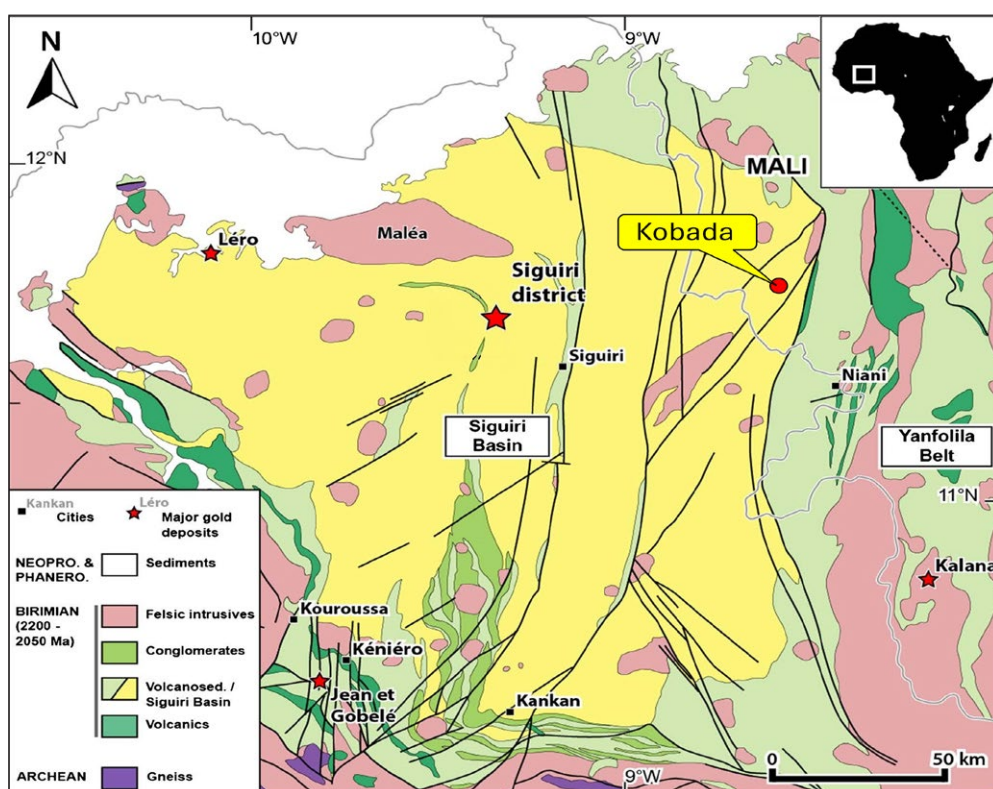 N
10°W
9°W
12°N
MALI
Kobada
Léro
Maléa
Siguiri
district
Siguiri
Niani
Siguiri
Basin
Yanfolila
Belt
11°N
Kalana
Kankan
Cities
Léro
Major gold
deposits
NEOPRO. &
PHANERO.
Sediments
BIRIMIAN
(2200 -
2050 Ma)
Felsic intrusives
Conglomerates
Volcanosed. /
Siguiri Basin
Volcanics
ARCHEAN
Gneiss
Kouroussa
Kéniéro
Jean et
Gobelé
Kankan
9°W
0
50 km